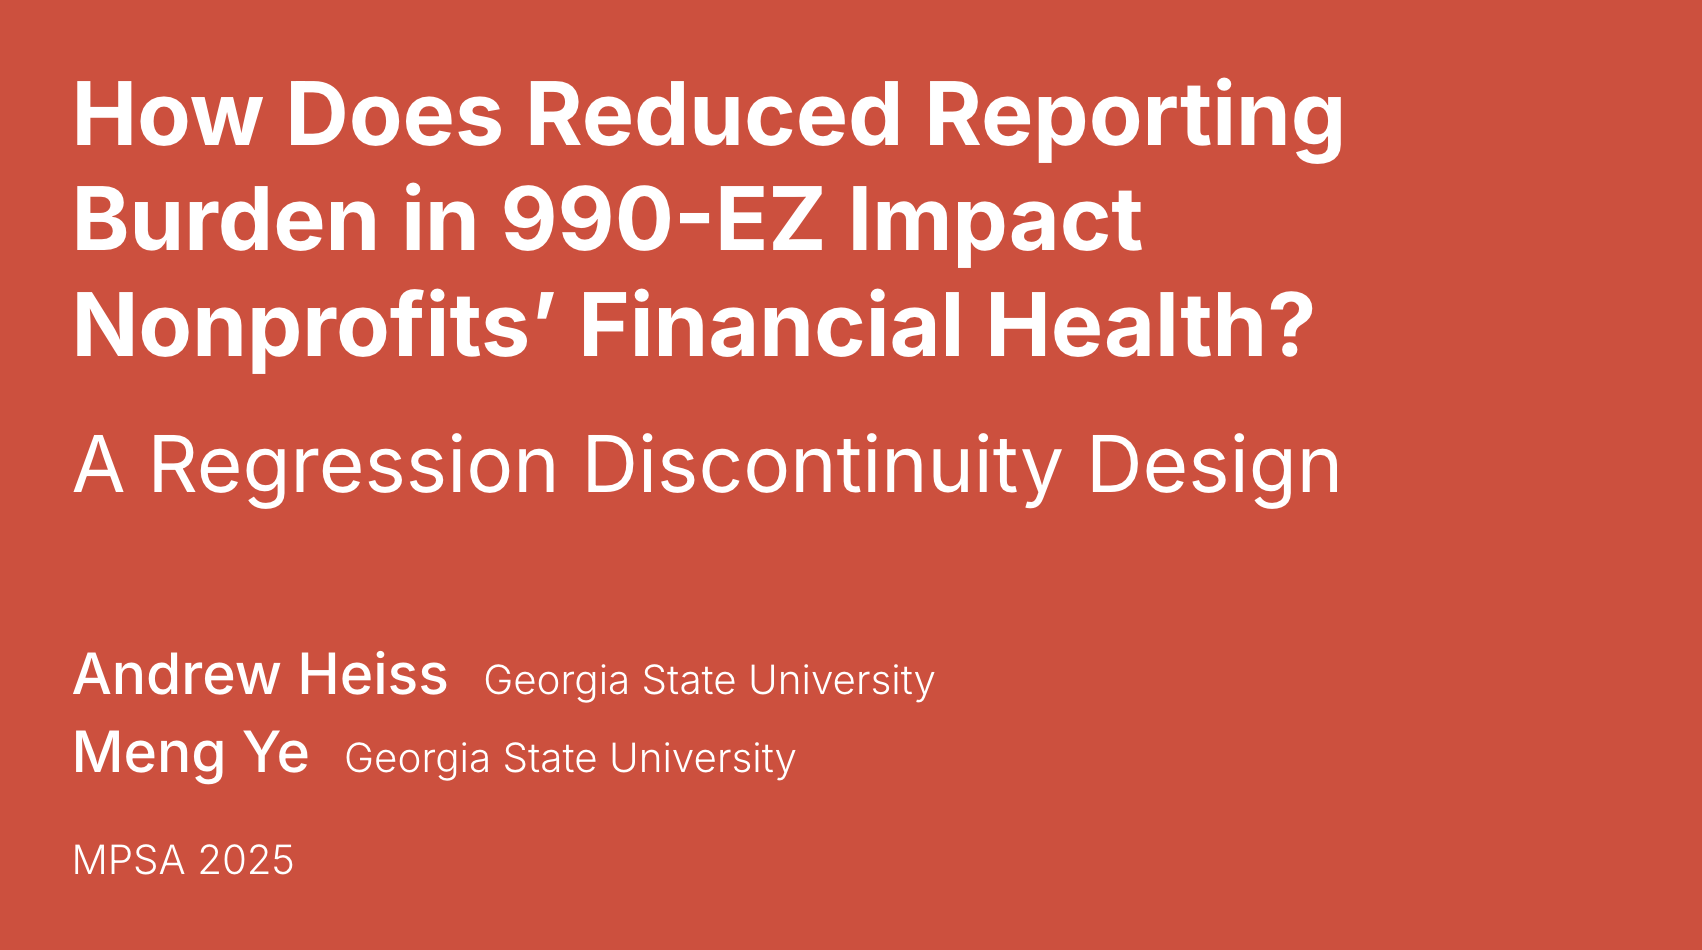 How Does Reduced Reporting
Burden in 990-EZ Impact
Nonprofits’ Financial Health?
A Regression Discontinuity Design
Andrew Heiss Georgia State University
Meng Ye Georgia State University
MPSA 2025